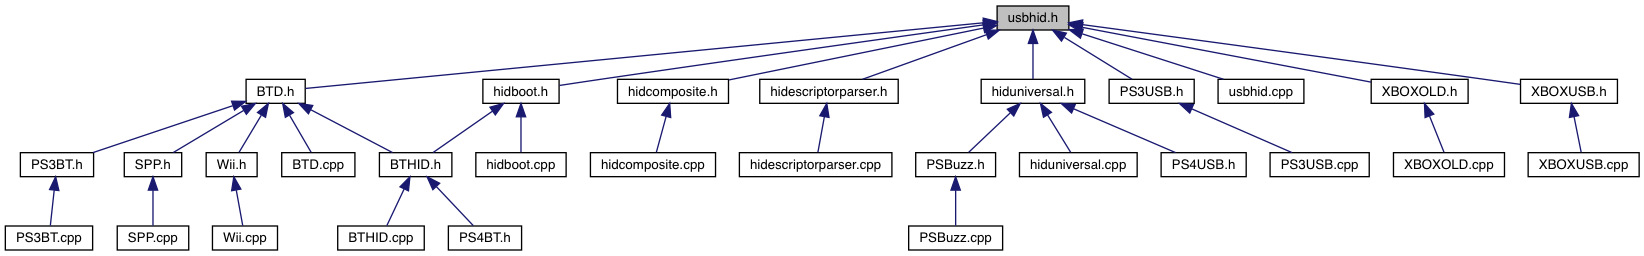 usbhid.h
BTD.h
hidboot.h
hidcomposite.h
hidescriptorparser.h
hiduniversal.h
PS3USB.h
usbhid.cpp
XBOXOLD.h
XBOXUSB.h
PS3BT.h
SPP.h
Wii.h
BTD.cpp
BTHID.h
hidboot.cpp
hidcomposite.cpp
hidescriptorparser.cpp
PSBuzz.h
hiduniversal.cpp
PS4USB.h
PS3USB.cpp
XBOXOLD.cpp
XBOXUSB.cpp
PS3BT.cpp
SPP.cpp
Wii.cpp
BTHID.cpp
PS4BT.h
PSBuzz.cpp